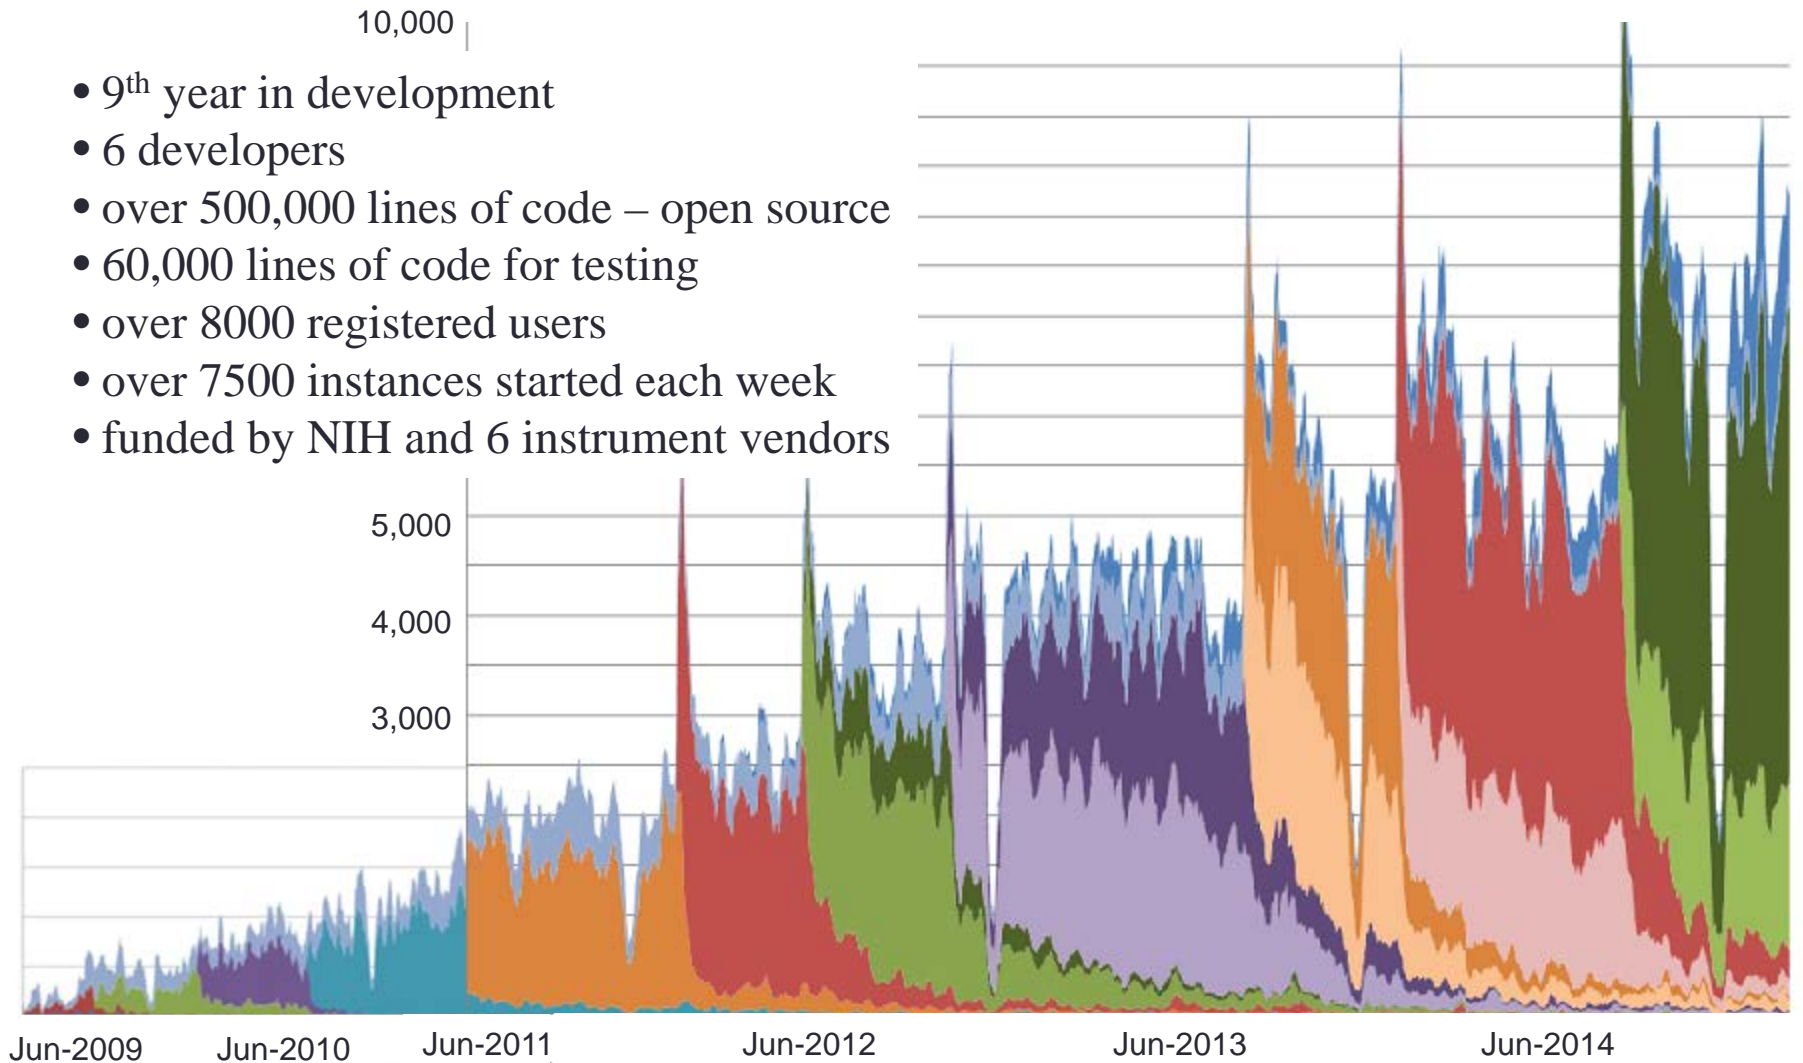 10,000
• 9th year in development
• 6 developers
• over 500,000 lines of code – open source
• 60,000 lines of code for testing
• over 8000 registered users
• over 7500 instances started each week
• funded by NIH and 6 instrument vendors
5,000
4,000
3,000
Jun-2009 Jun-2010 Jun-2011 Jun-2012 Jun-2013 Jun-2014